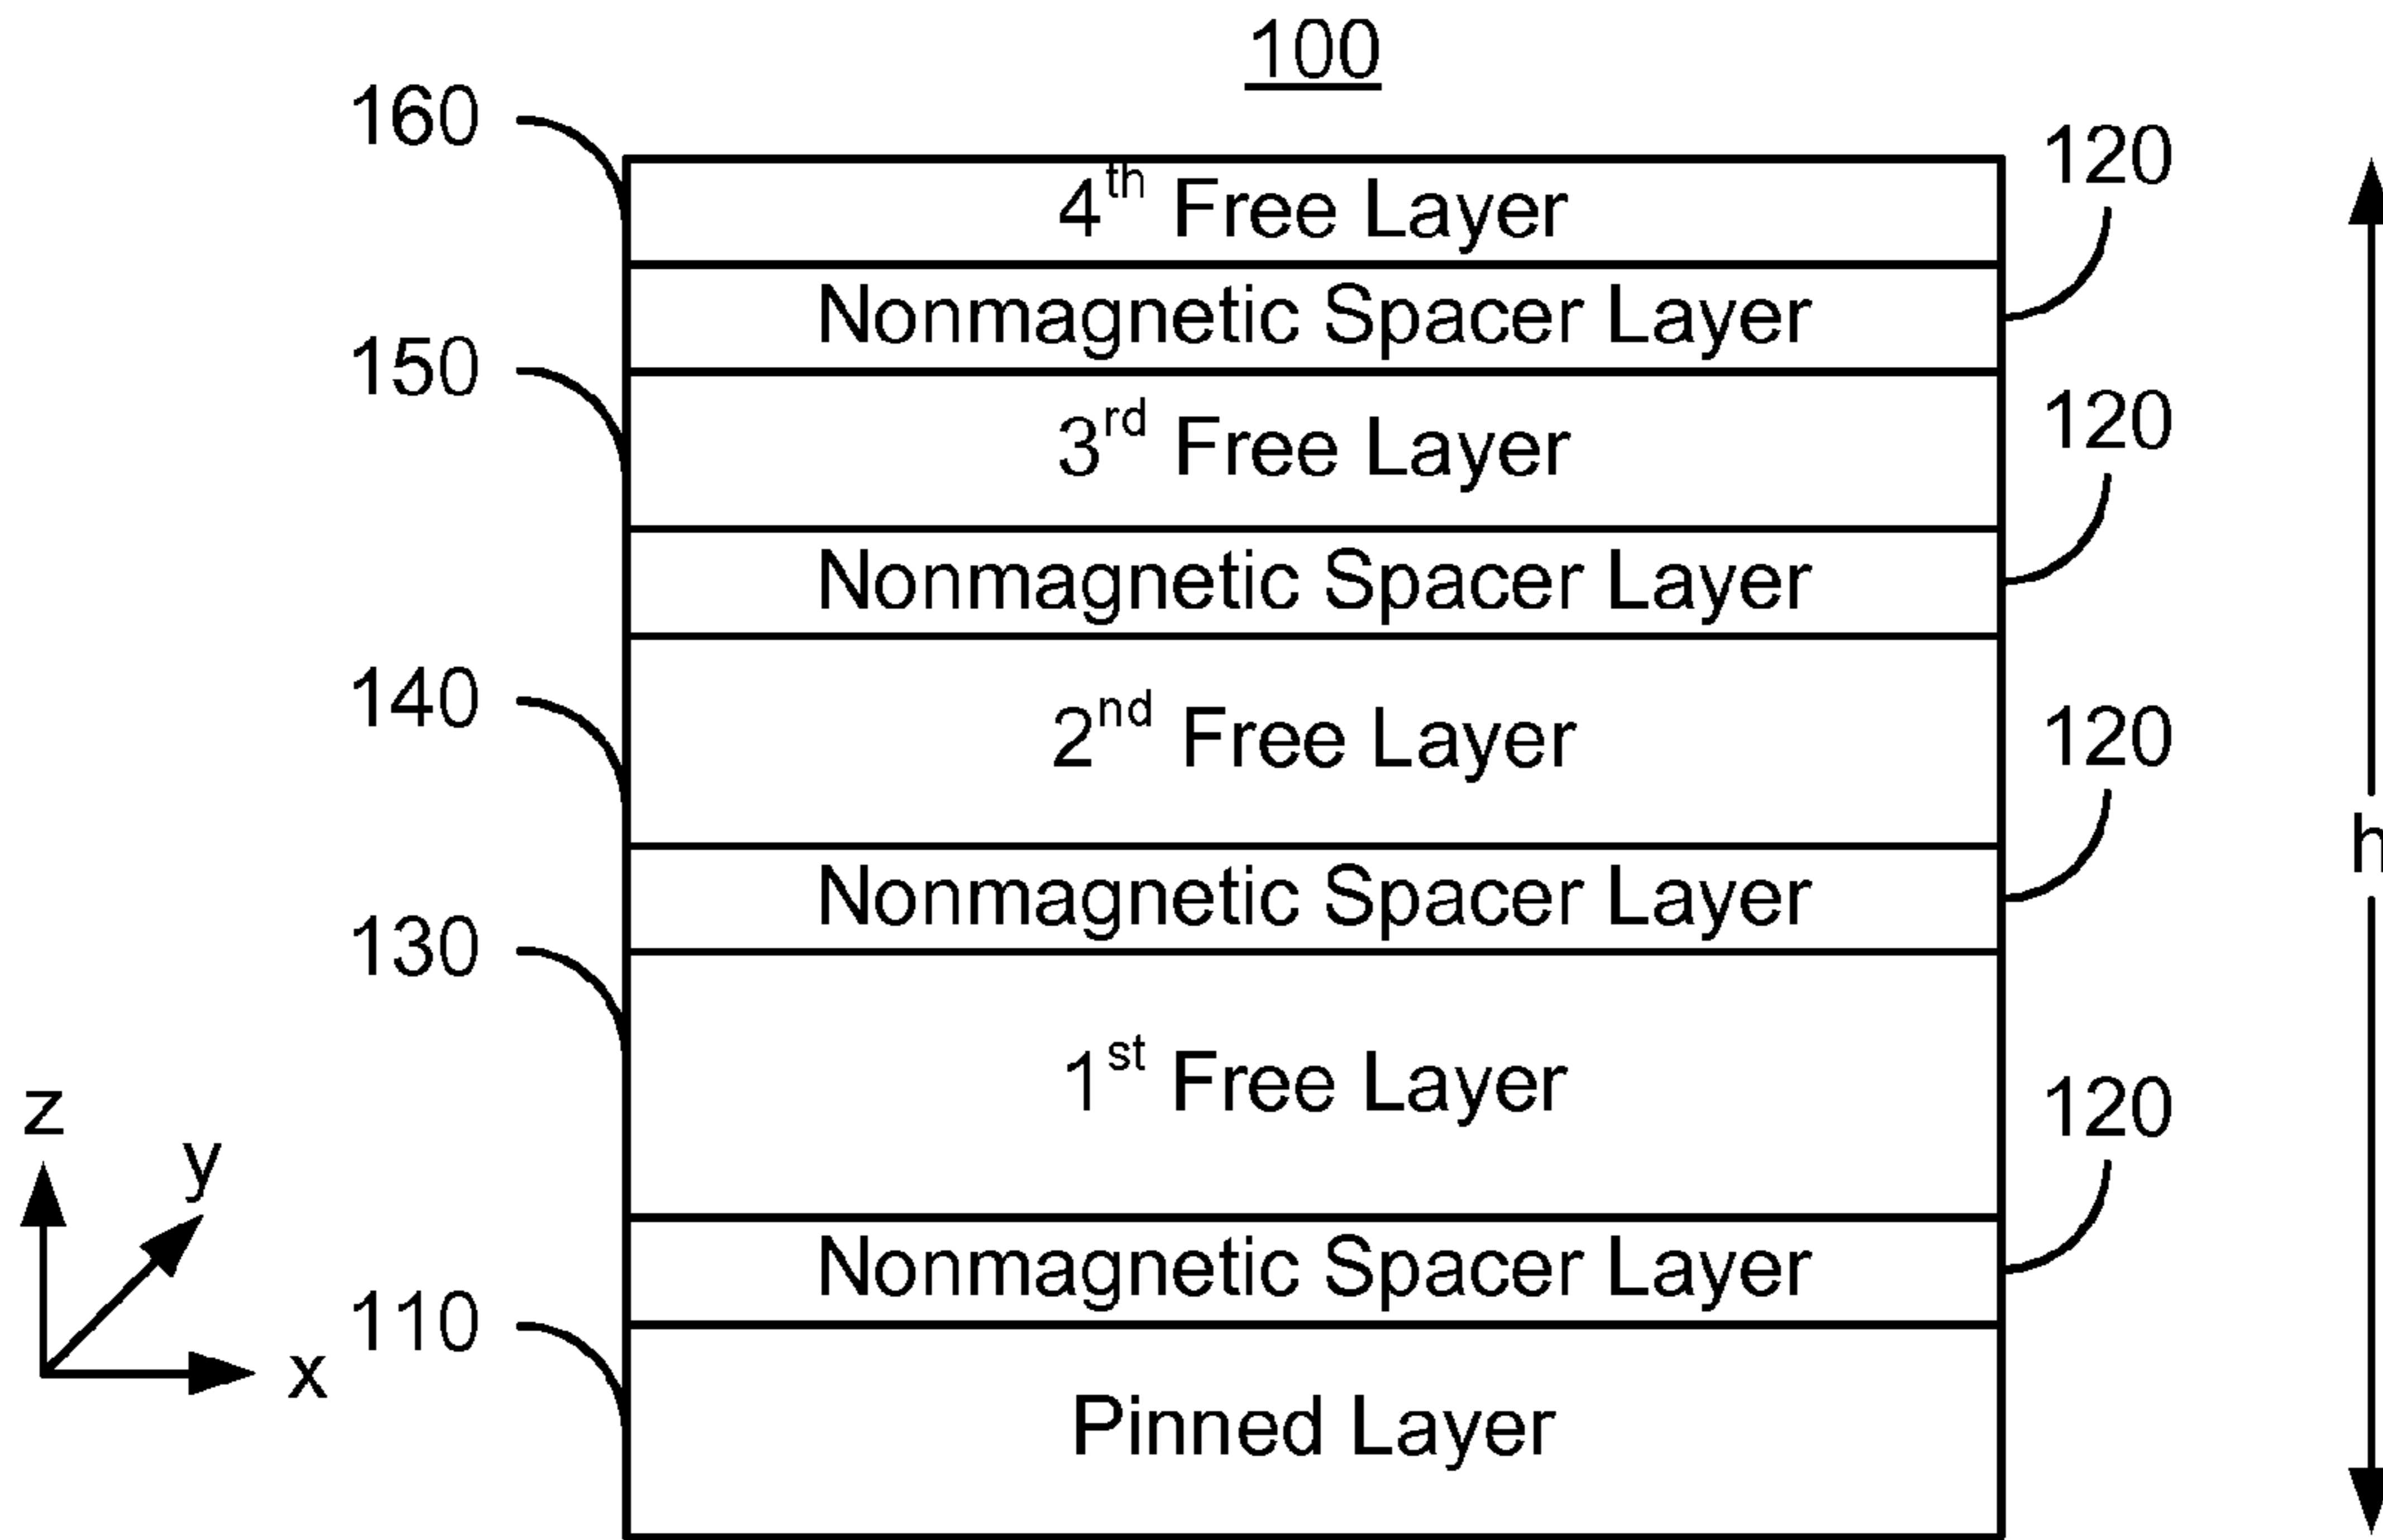 100
160
4th Free Layer
120
Nonmagnetic Spacer Layer
150
3rd Free Layer
120
Nonmagnetic Spacer Layer
140
2nd Free Layer
120
Nonmagnetic Spacer Layer
h
130
1st Free Layer
120
Nonmagnetic Spacer Layer
z
y
x
110
Pinned Layer